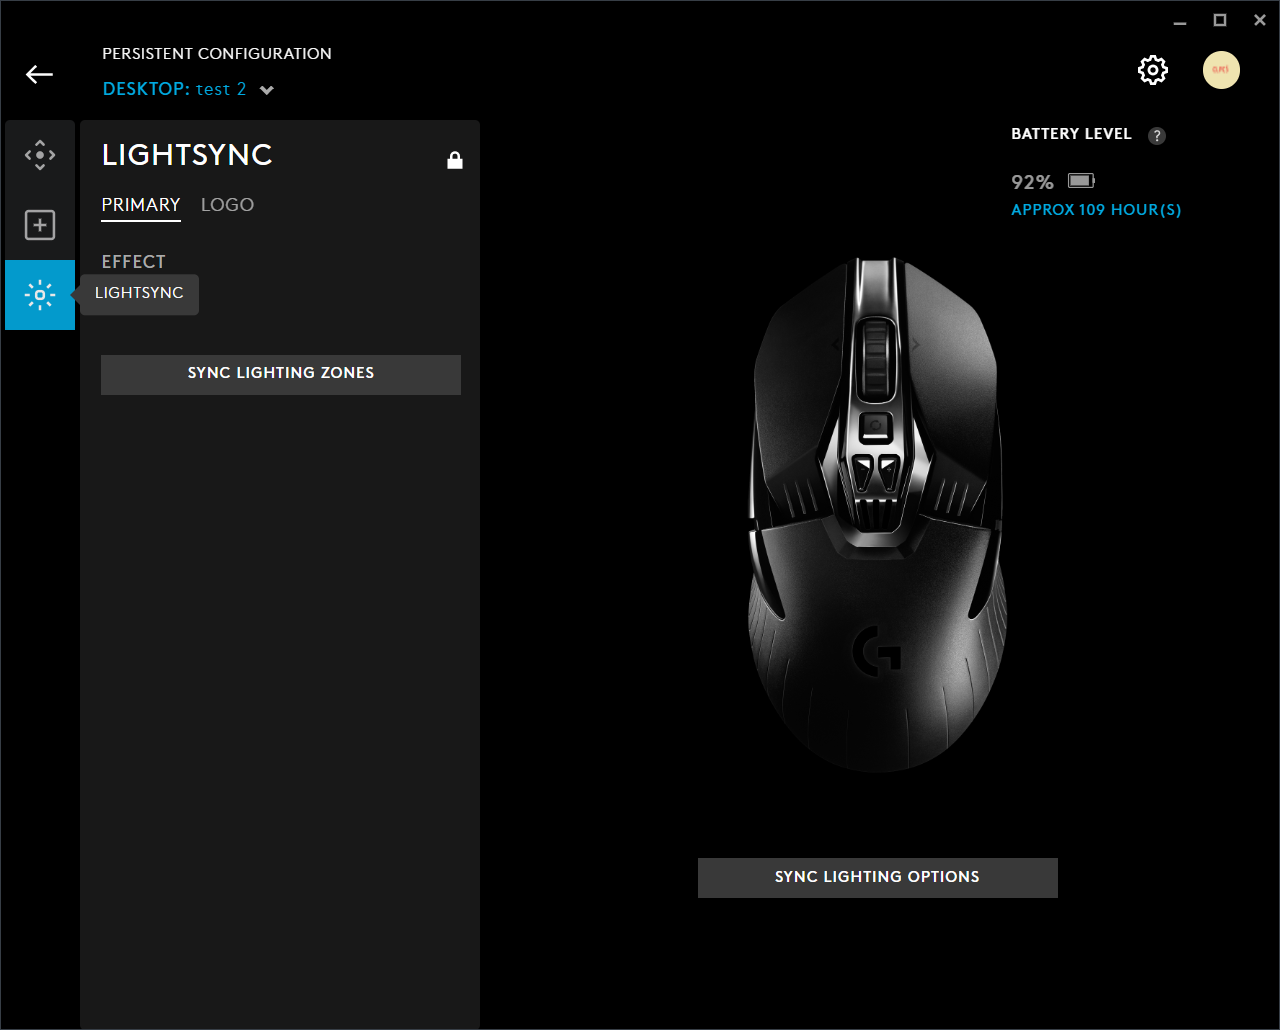 PERSISTENT CONFIGURATION
DESKTOP: test 2
LIGHTSYNC
PRIMARY LOGO
EFFECT
LIGHTSYNC
SYNC LIGHTING ZONES
BATTERY LEVEL ?
92%
APPROX 109 HOUR(S)
SYNC LIGHTING OPTIONS